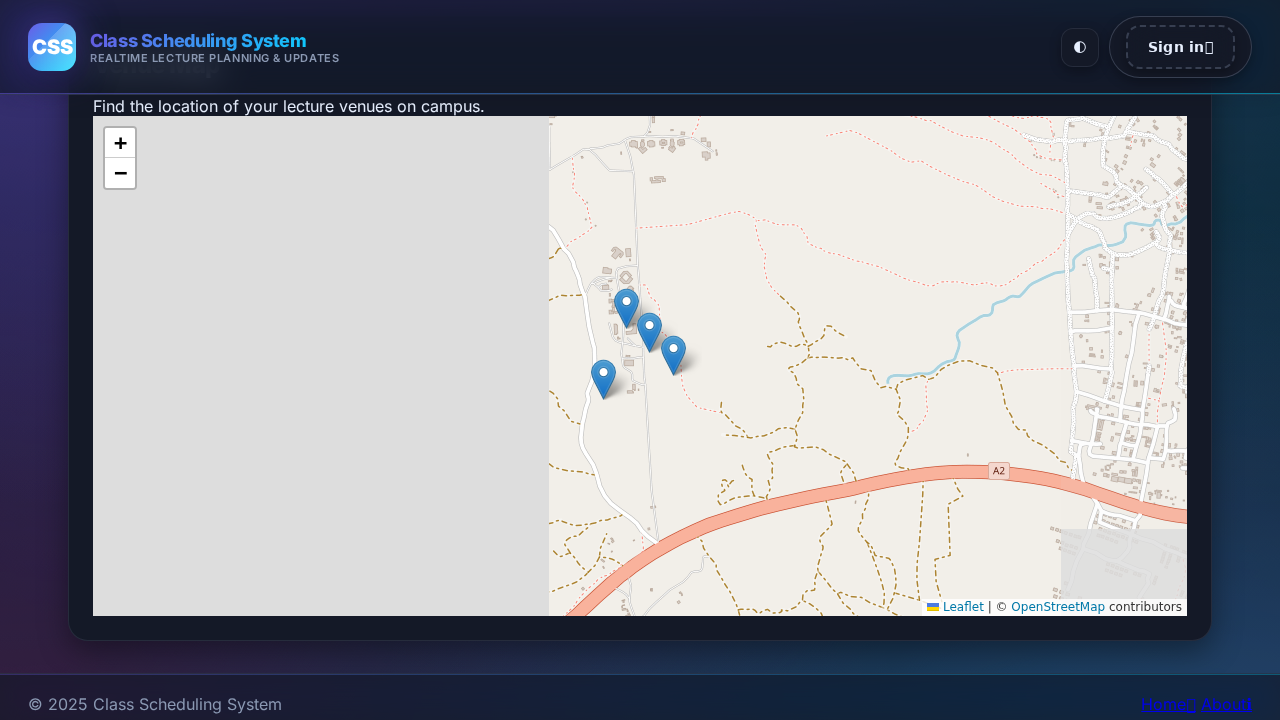 CSS
Class Scheduling System
REALTIME LECTURE PLANNING & UPDATES
Sign in
Find the location of your lecture venues on campus.
+
−
A2
Leaflet | © OpenStreetMap contributors
© 2025 Class Scheduling System
Home About